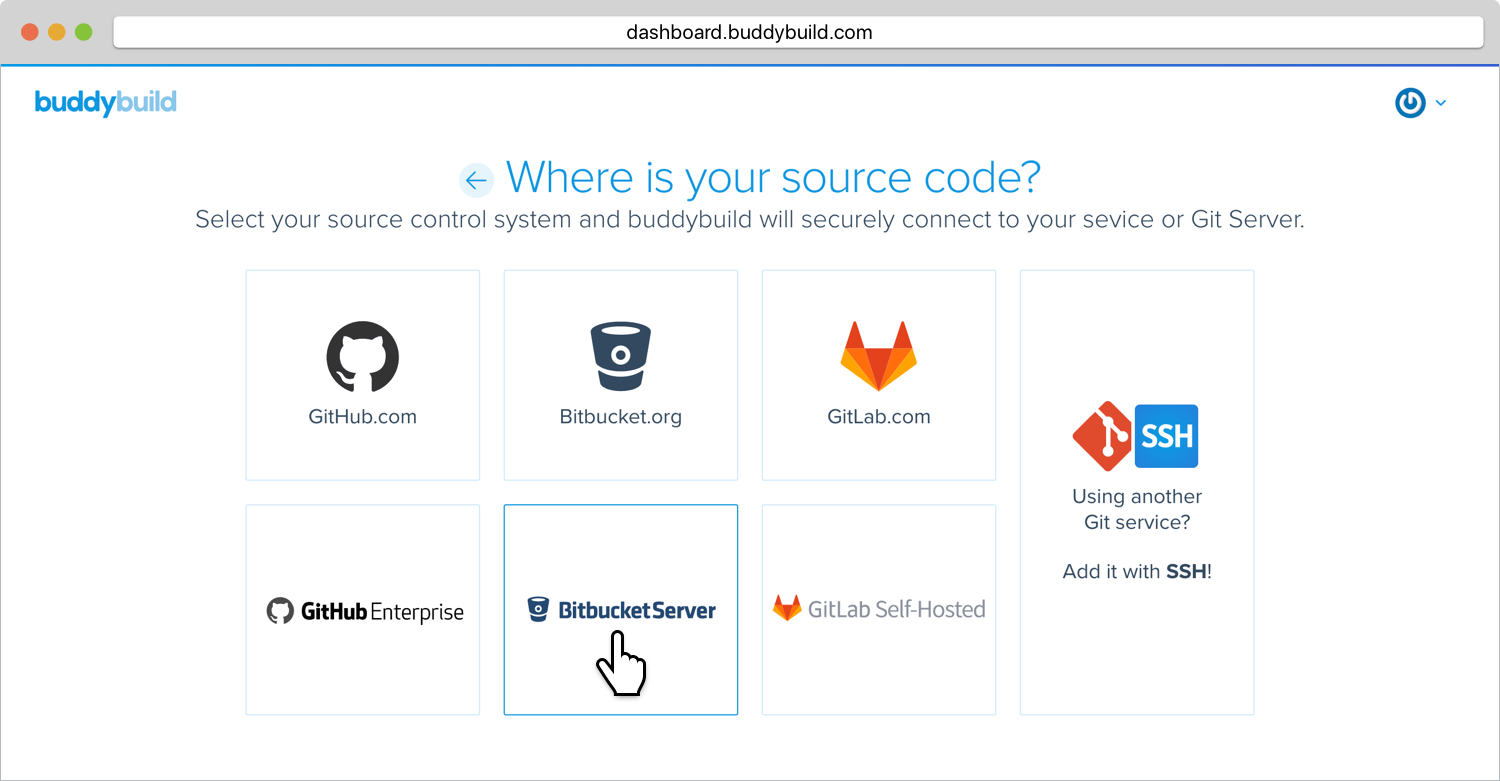 dashboard.buddybuild.com
buddybuild
Where is your source code?
Select your source control system and buddybuild will securely connect to your sevice or Git Server.
GitHub.com
Bitbucket.org
GitLab.com
SSH
Using another
Git service?
Add it with SSH!
GitHub Enterprise
Bitbucket Server
GitLab Self-Hosted